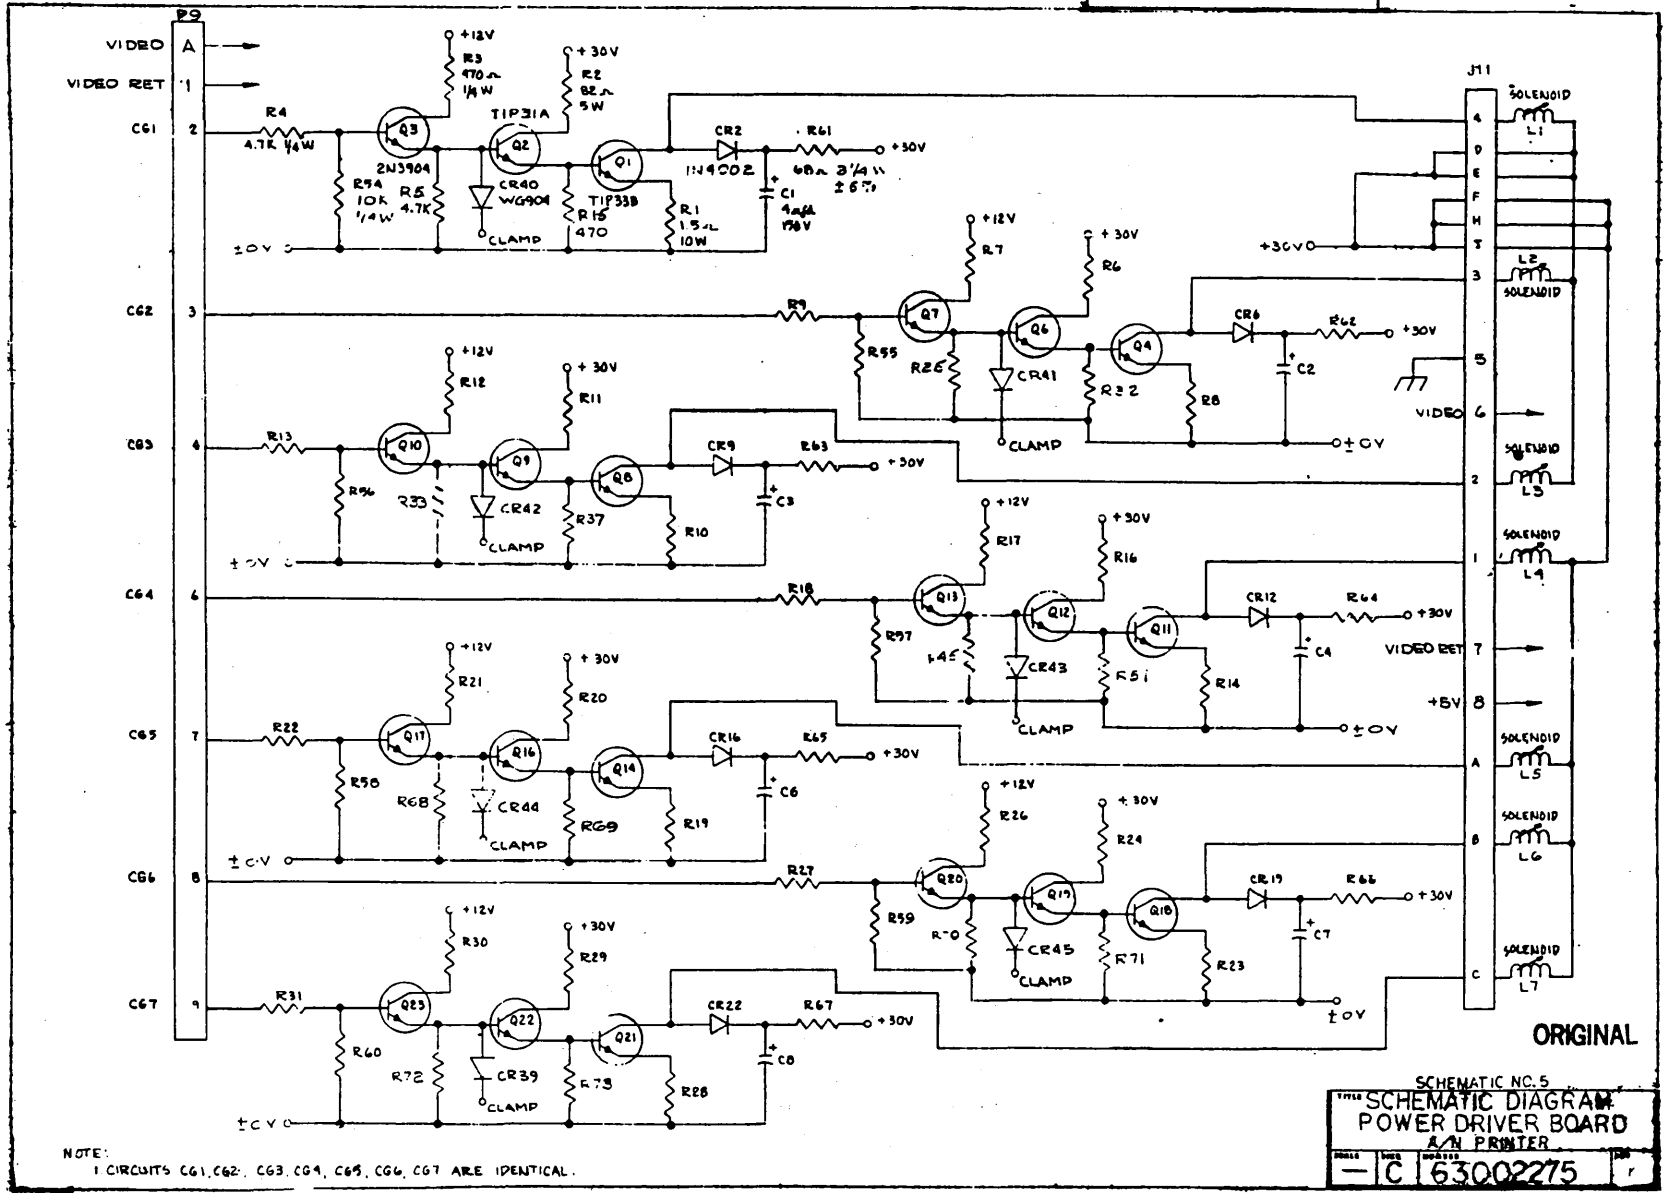 P9
VIDEO A
VIDEO RET 1
CG1 2
R4
4.7K ¼W
R54
10K
1/4W
R5
4.7K
+12V
R3
470Ω
1/4W
Q3
2N3904
TIP31A
Q2
+30V
R2
82Ω
5W
CR40
WG904
CLAMP
R15
470
Q1
TIP33B
R1
1.5Ω
10W
CR2
1N4002
R61
68Ω 3¼W
+30V
C1
150V
±0V
J11
4
SOLENOID
L1
D
E
F
H
J
+30V
3
L2
SOLENOID
5
VIDEO 6
CG2 3
R9
R55
+12V
R7
Q7
CR41
CLAMP
+30V
R6
Q6
Q4
R8
CR6
R62
+30V
C2
±0V
CG3 4
R13
R56
+12V
R12
Q10
R33
CR42
CLAMP
+30V
R11
Q9
R37
Q8
R10
CR9
R63
+30V
C3
±0V
2
SOLENOID
L3
CG4 6
R18
R57
+12V
R17
Q13
CR43
CLAMP
+30V
R16
Q12
R51
Q11
R14
CR12
R64
+30V
C4
±0V
1
SOLENOID
L4
VIDEO RET 7
+5V 8
CG5 7
R22
R58
+12V
R21
Q17
R68
CR44
CLAMP
+30V
R20
Q16
R69
Q14
R19
CR16
R65
+30V
C6
±0V
A
SOLENOID
L5
CG6 8
R27
R59
+12V
R26
Q20
CR45
CLAMP
+30V
R24
Q19
R71
Q18
R23
CR19
R66
+30V
C7
±0V
B
SOLENOID
L6
CG7 9
R31
R60
+12V
R30
Q23
R72
CR39
CLAMP
+30V
R29
Q22
R73
Q21
R28
CR22
R67
+30V
C8
±0V
C
SOLENOID
L7
ORIGINAL
SCHEMATIC NO. 5
TITLE SCHEMATIC DIAGRAM
POWER DRIVER BOARD
A/N PRINTER
— C 63002275
NOTE:
1. CIRCUITS CG1, CG2, CG3, CG4, CG5, CG6, CG7 ARE IDENTICAL.